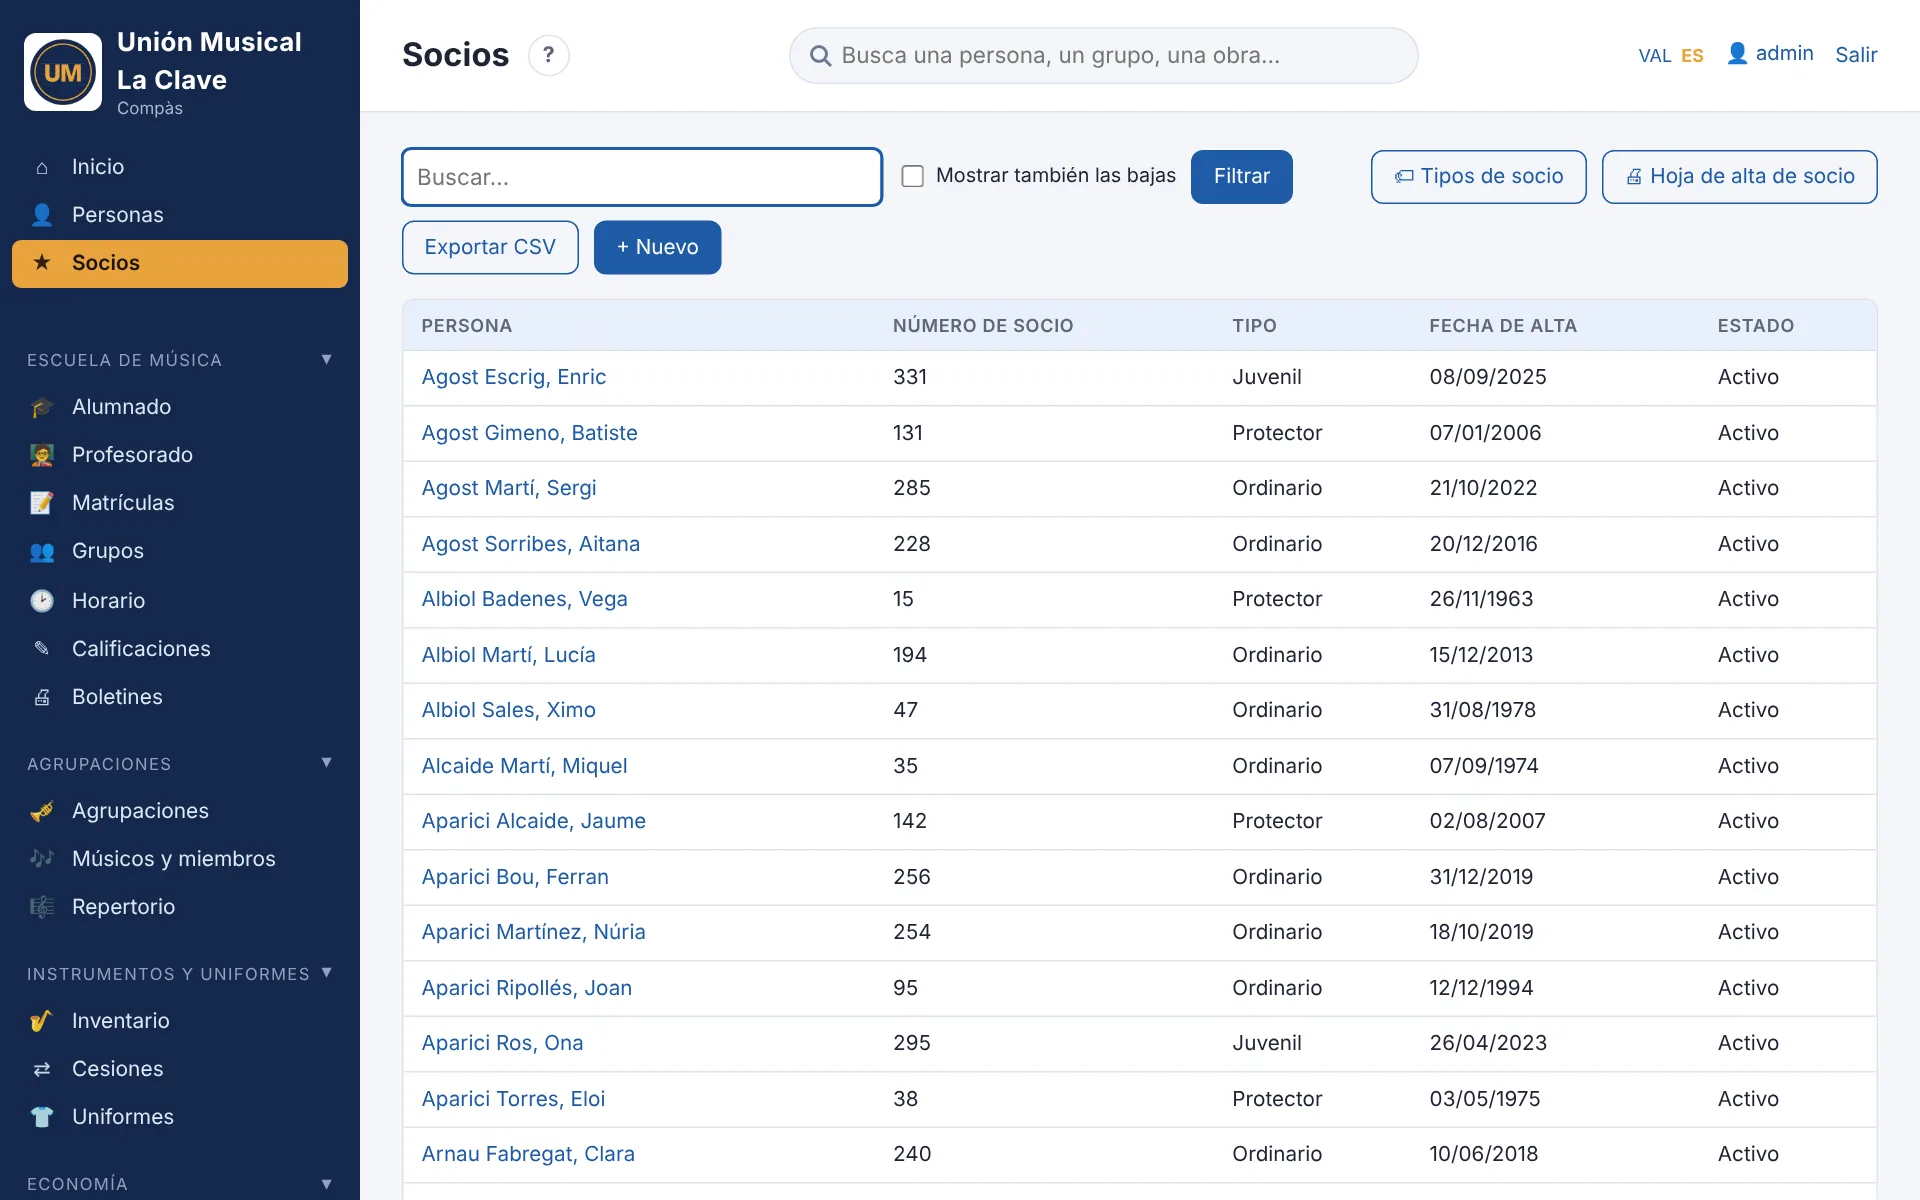 UM
Unión Musical
La Clave
Compàs
Inicio
Personas
Socios
ESCUELA DE MÚSICA
Alumnado
Profesorado
Matrículas
Grupos
Horario
Calificaciones
Boletines
AGRUPACIONES
Agrupaciones
Músicos y miembros
Repertorio
INSTRUMENTOS Y UNIFORMES
Inventario
Cesiones
Uniformes
ECONOMÍA
Socios ?
Busca una persona, un grupo, una obra...
VAL ES admin Salir
Buscar... Mostrar también las bajas Filtrar Tipos de socio Hoja de alta de socio
Exportar CSV + Nuevo
PERSONA NÚMERO DE SOCIO TIPO FECHA DE ALTA ESTADO
Agost Escrig, Enric 331 Juvenil 08/09/2025 Activo
Agost Gimeno, Batiste 131 Protector 07/01/2006 Activo
Agost Martí, Sergi 285 Ordinario 21/10/2022 Activo
Agost Sorribes, Aitana 228 Ordinario 20/12/2016 Activo
Albiol Badenes, Vega 15 Protector 26/11/1963 Activo
Albiol Martí, Lucía 194 Ordinario 15/12/2013 Activo
Albiol Sales, Ximo 47 Ordinario 31/08/1978 Activo
Alcaide Martí, Miquel 35 Ordinario 07/09/1974 Activo
Aparici Alcaide, Jaume 142 Protector 02/08/2007 Activo
Aparici Bou, Ferran 256 Ordinario 31/12/2019 Activo
Aparici Martínez, Núria 254 Ordinario 18/10/2019 Activo
Aparici Ripollés, Joan 95 Ordinario 12/12/1994 Activo
Aparici Ros, Ona 295 Juvenil 26/04/2023 Activo
Aparici Torres, Eloi 38 Protector 03/05/1975 Activo
Arnau Fabregat, Clara 240 Ordinario 10/06/2018 Activo